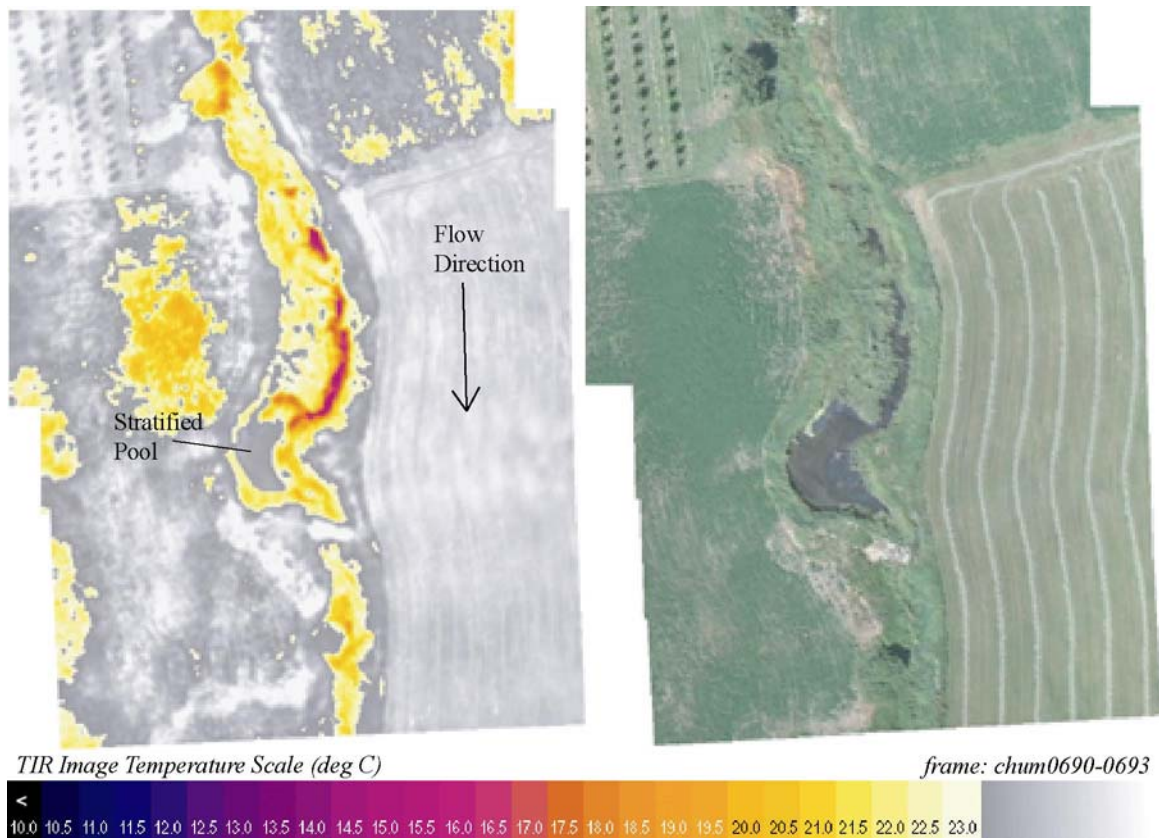 Flow
Direction
Stratified
Pool
TIR Image Temperature Scale (deg C)
frame: chum0690-0693
<
10.0 10.5 11.0 11.5 12.0 12.5 13.0 13.5 14.0 14.5 15.0 15.5 16.0 16.5 17.0 17.5 18.0 18.5 19.0 19.5 20.0 20.5 21.0 21.5 22.0 22.5 23.0